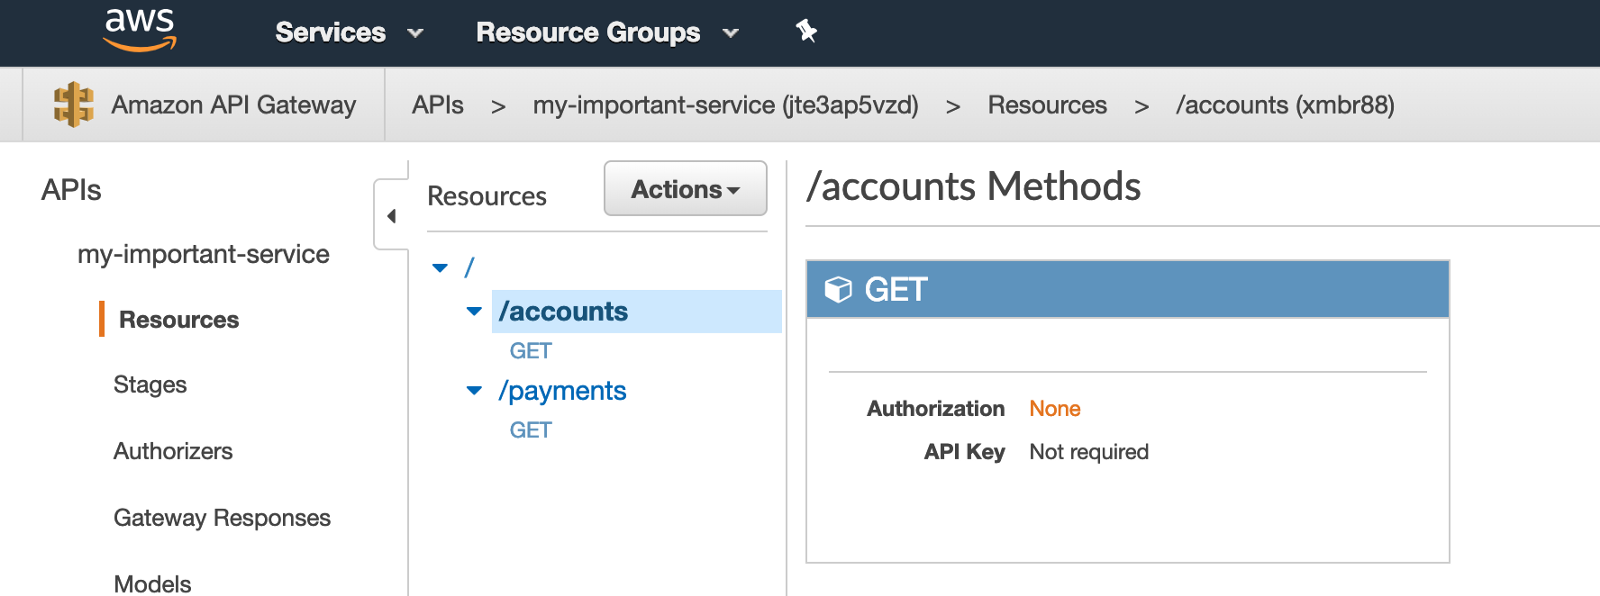 aws Services Resource Groups
Amazon API Gateway APIs > my-important-service (jte3ap5vzd) > Resources > /accounts (xmbr88)
APIs
my-important-service
Resources
Stages
Authorizers
Gateway Responses
Models
Resources Actions
/
/accounts
GET
/payments
GET
/accounts Methods
GET
Authorization None
API Key Not required